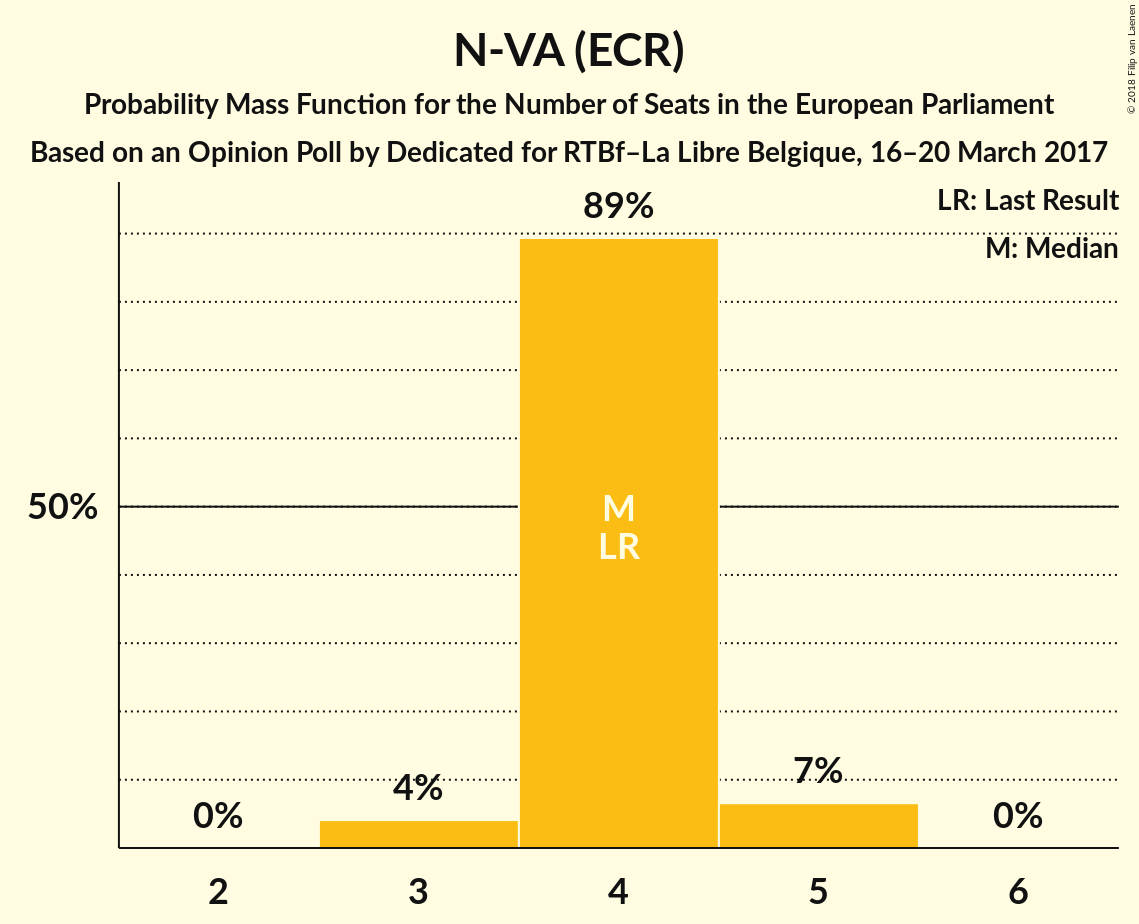 N-VA (ECR)
Probability Mass Function for the Number of Seats in the European Parliament
Based on an Opinion Poll by Dedicated for RTBf–La Libre Belgique, 16–20 March 2017
© 2018 Filip van Laenen
LR: Last Result
M: Median
89%
50%
M
LR
7%
4%
0%
0%
2
3
4
5
6